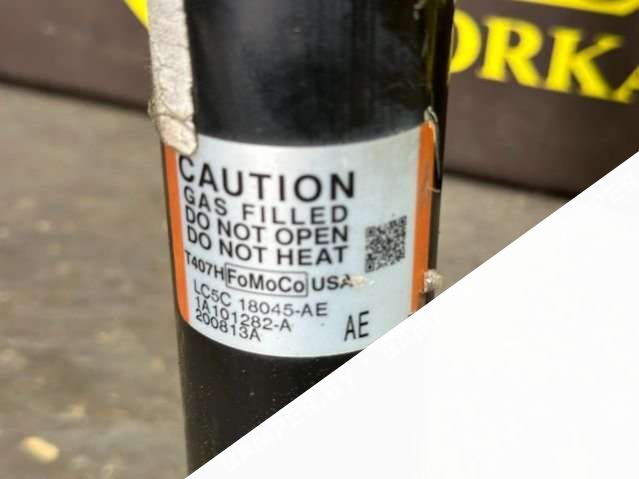 ORKA
CAUTION
GAS FILLED
DO NOT OPEN
DO NOT HEAT
T407H FoMoCo USA
LC5C 18045-AE
1A101282-A
200813A
AE